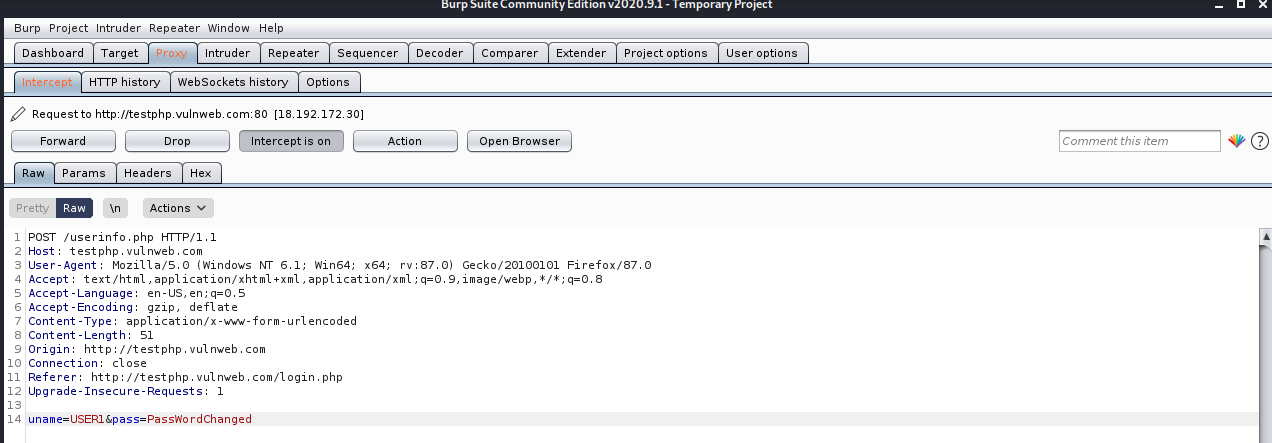 Burp Suite Community Edition v2020.9.1 - Temporary Project
Burp Project Intruder Repeater Window Help
Dashboard Target Proxy Intruder Repeater Sequencer Decoder Comparer Extender Project options User options
Intercept HTTP history WebSockets history Options
Request to http://testphp.vulnweb.com:80 [18.192.172.30]
Forward Drop Intercept is on Action Open Browser Comment this item ?
Raw Params Headers Hex
Pretty Raw \n Actions
1 POST /userinfo.php HTTP/1.1
2 Host: testphp.vulnweb.com
3 User-Agent: Mozilla/5.0 (Windows NT 6.1; Win64; x64; rv:87.0) Gecko/20100101 Firefox/87.0
4 Accept: text/html,application/xhtml+xml,application/xml;q=0.9,image/webp,*/*;q=0.8
5 Accept-Language: en-US,en;q=0.5
6 Accept-Encoding: gzip, deflate
7 Content-Type: application/x-www-form-urlencoded
8 Content-Length: 51
9 Origin: http://testphp.vulnweb.com
10 Connection: close
11 Referer: http://testphp.vulnweb.com/login.php
12 Upgrade-Insecure-Requests: 1
13
14 uname=USER1&pass=PassWordChanged